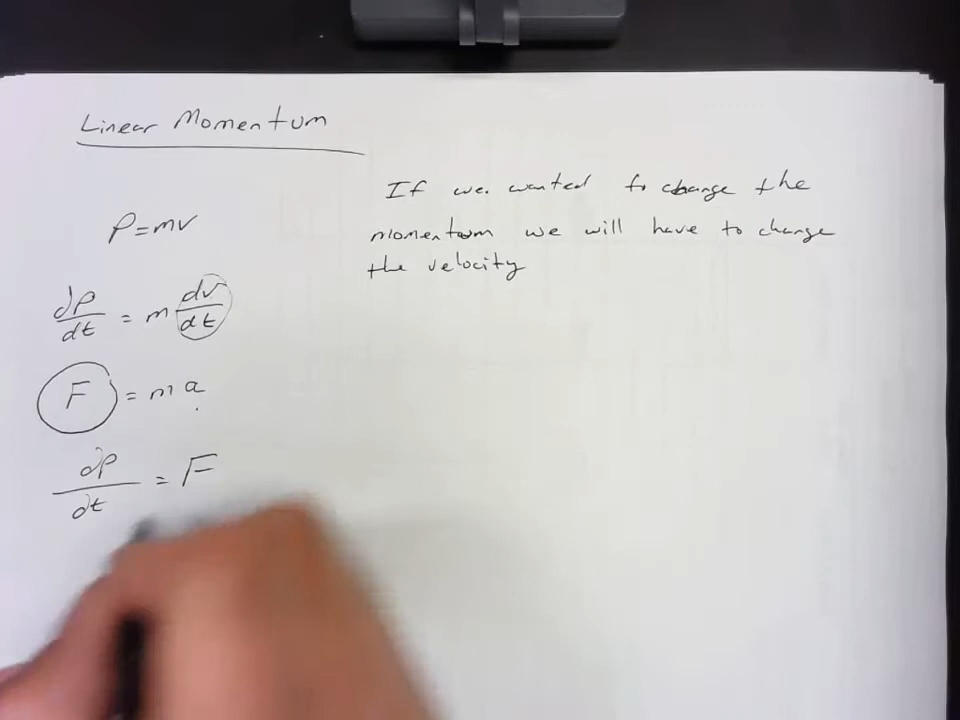 Linear Momentum
P = mv
dP/dt = m dv/dt
F = ma
dP/dt = F
If we wanted to change the
momentum we will have to change
the velocity